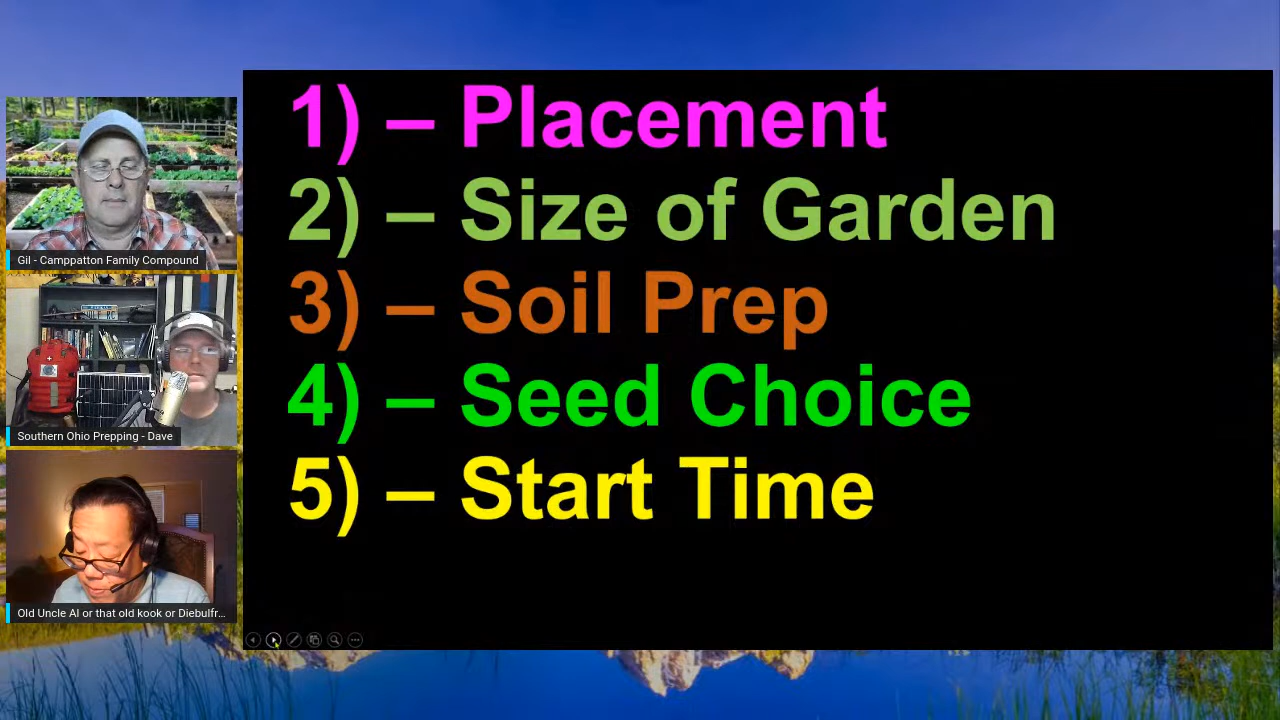 1) – Placement
2) – Size of Garden
3) – Soil Prep
4) – Seed Choice
5) – Start Time
Gil - Camppatton Family Compound
Southern Ohio Prepping - Dave
Old Uncle Al or that old kook or Diebulfr...